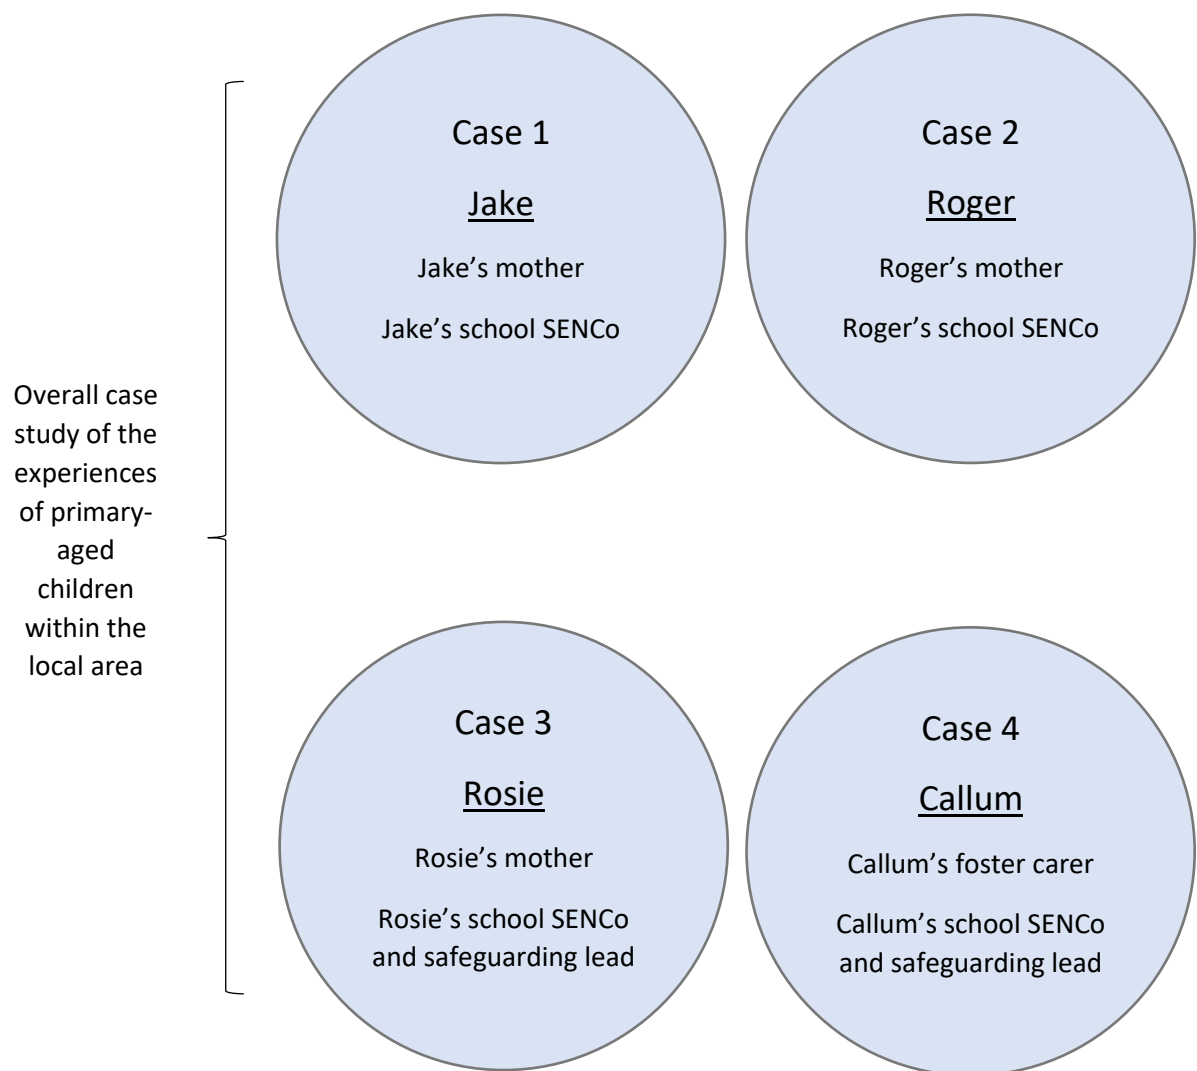 Case 1
Jake
Jake’s mother
Jake’s school SENCo
Case 2
Roger
Roger’s mother
Roger’s school SENCo
Overall case
study of the
experiences
of primary-
aged
children
within the
local area
Case 3
Rosie
Rosie’s mother
Rosie’s school SENCo
and safeguarding lead
Case 4
Callum
Callum’s foster carer
Callum’s school SENCo
and safeguarding lead